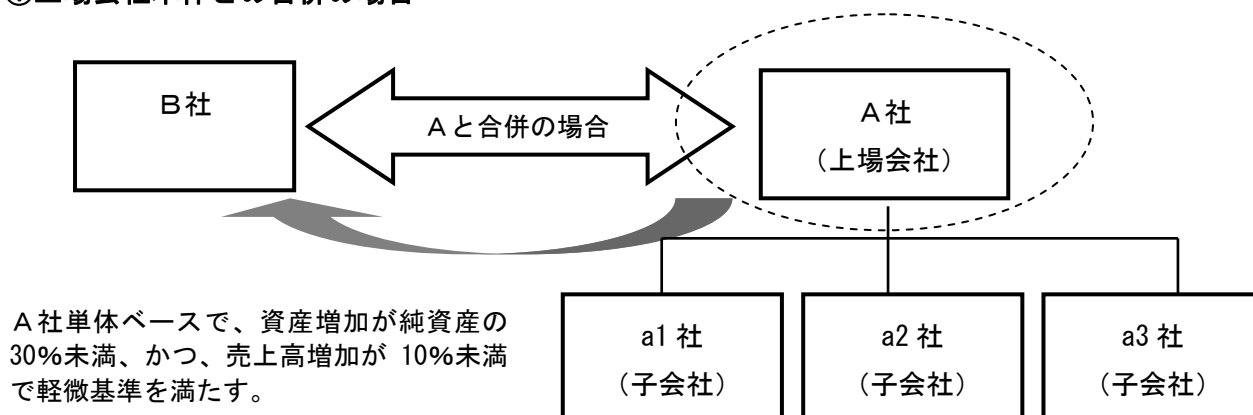 B社
Aと合併の場合
A社
(上場会社)
A社単体ベースで、資産増加が純資産の
30%未満、かつ、売上高増加が 10%未満
で軽微基準を満たす。
a1 社
(子会社)
a2 社
(子会社)
a3 社
(子会社)